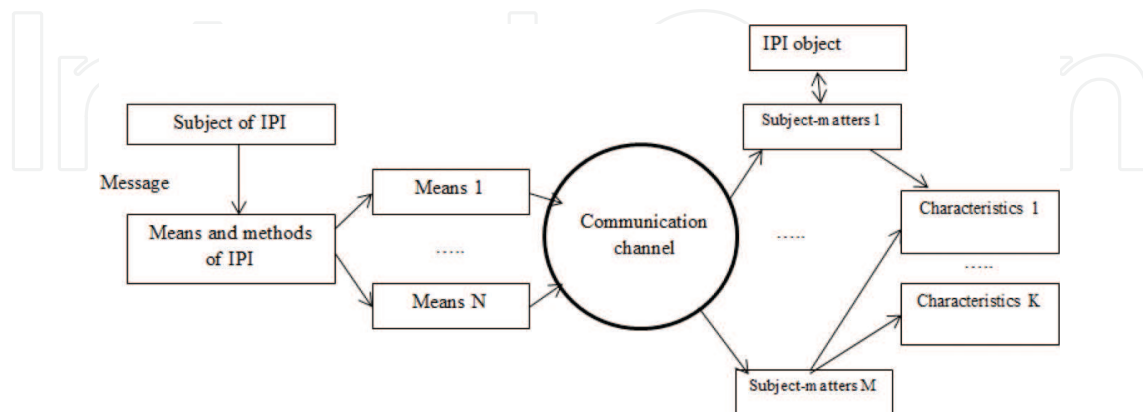 IPI object
Subject of IPI
Subject-matters 1
Message
Means 1
Means and methods
of IPI
.....
Communication
channel
.....
Characteristics 1
.....
Means N
Characteristics K
Subject-matters M